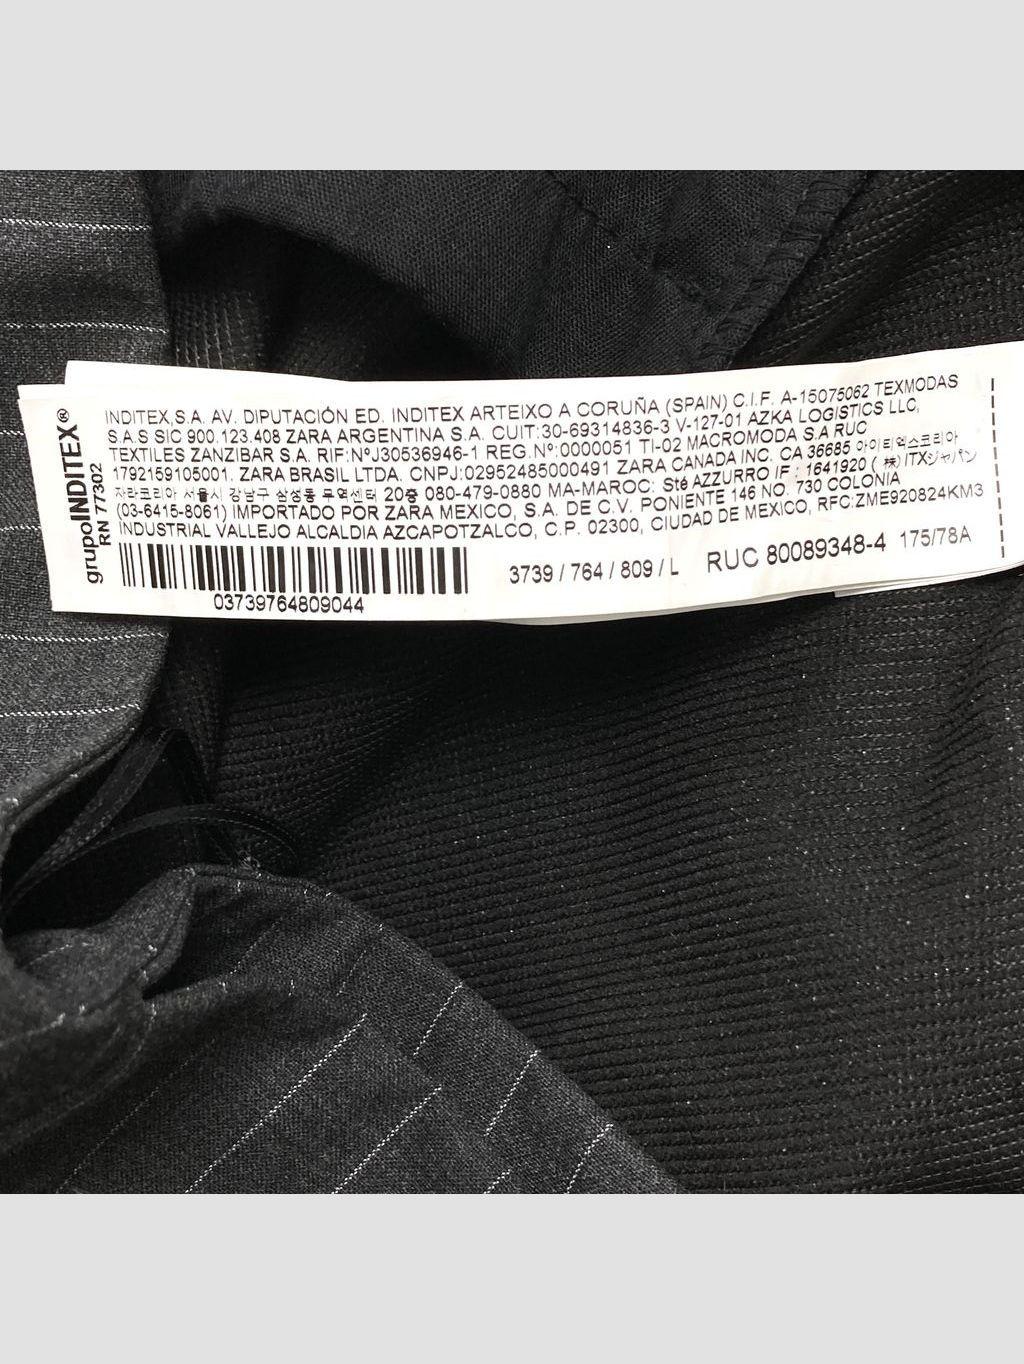 grupoINDITEX®
RN 77302
INDITEX,S.A. AV. DIPUTACIÓN ED. INDITEX ARTEIXO A CORUÑA (SPAIN) C.I.F. A-15075062 TEXMODAS
S.A.S SIC 900.123.408 ZARA ARGENTINA S.A. CUIT:30-69314836-3 V-127-01 AZKA LOGISTICS LLC,
TEXTILES ZANZIBAR S.A. RIF:NºJ30536946-1 REG.Nº:0000051 TI-02 MACROMODA S.A RUC
1792159105001. ZARA BRASIL LTDA. CNPJ:02952485000491 ZARA CANADA INC. CA 36685 아이티엑스코리아
자라코리아 서울시 강남구 삼성동 무역센터 20층 080-479-0880 MA-MAROC: Sté AZZURRO IF : 1641920 ( 株) ITXジャパン
(03-6415-8061) IMPORTADO POR ZARA MEXICO, S.A. DE C.V. PONIENTE 146 NO. 730 COLONIA
INDUSTRIAL VALLEJO ALCALDIA AZCAPOTZALCO, C.P. 02300, CIUDAD DE MEXICO, RFC:ZME920824KM3
03739764809044
3739 / 764 / 809 / L
RUC 80089348-4
175/78A